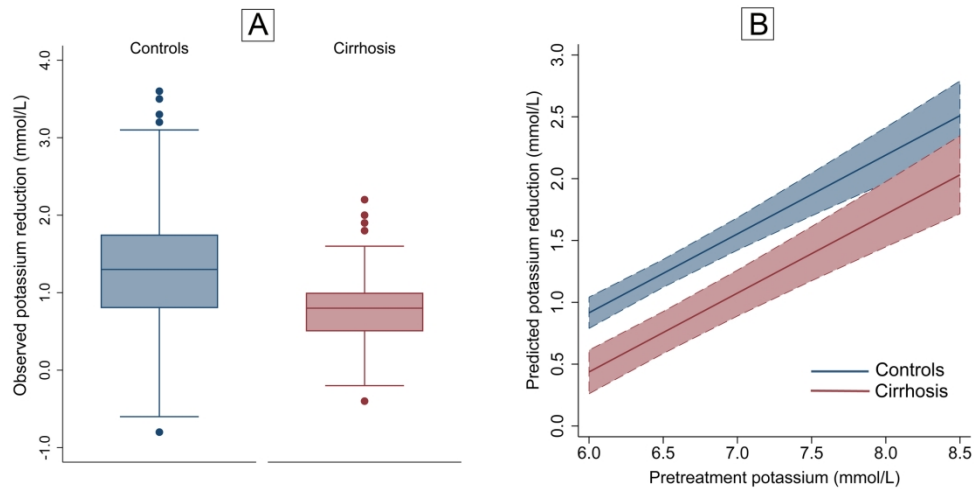 A
Controls
Cirrhosis
Observed potassium reduction (mmol/L)
4.0
3.0
2.0
1.0
0.0
-1.0
B
Predicted potassium reduction (mmol/L)
3.0
2.5
2.0
1.5
1.0
0.5
0.0
Controls
Cirrhosis
6.0 6.5 7.0 7.5 8.0 8.5
Pretreatment potassium (mmol/L)